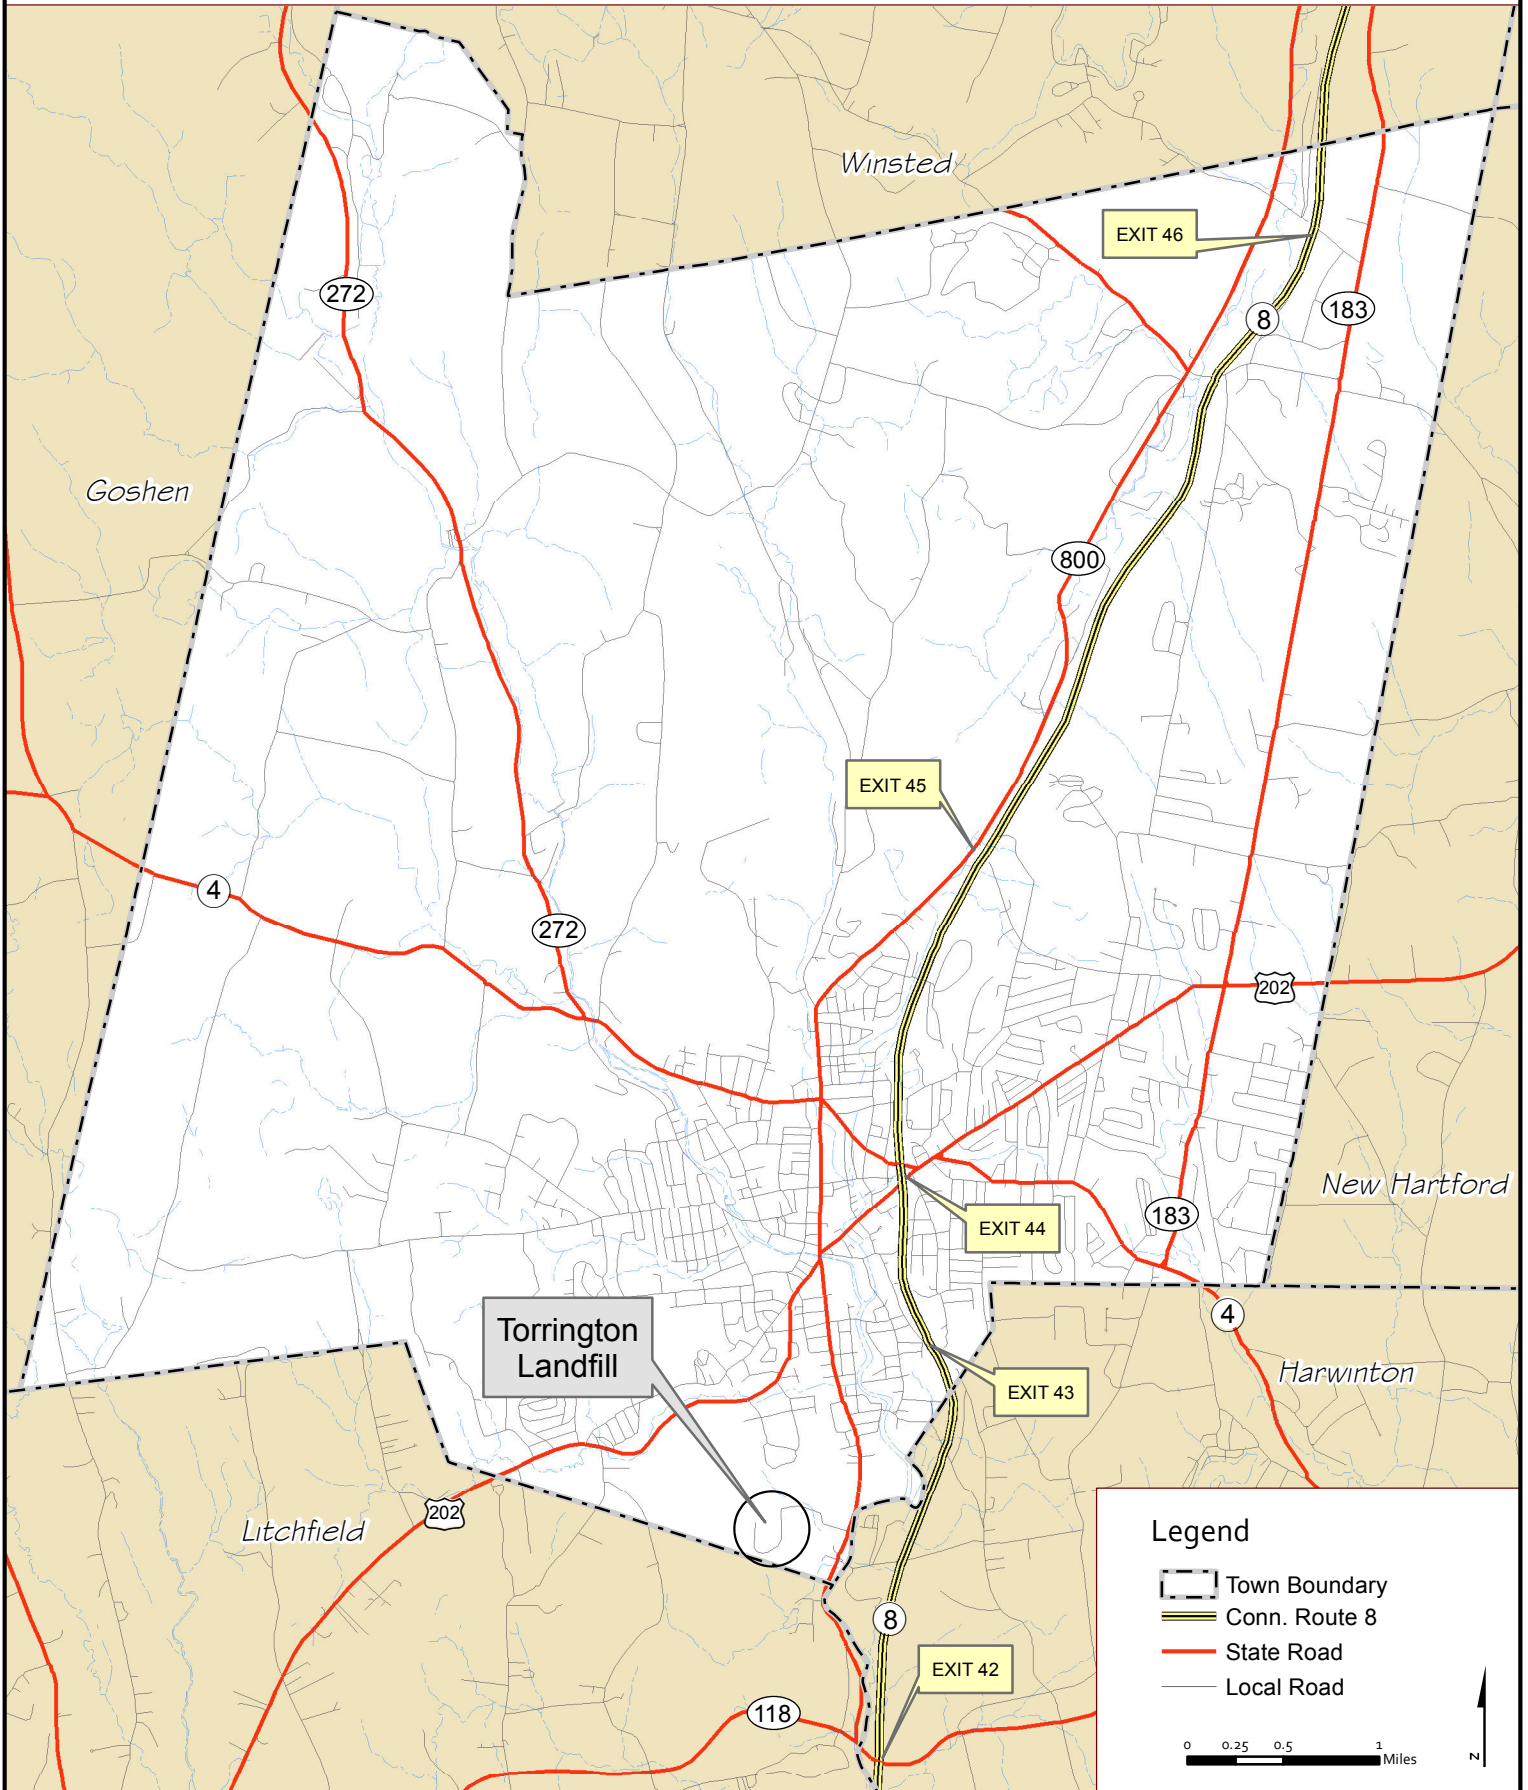 Winsted
EXIT 46
272
8
183
Goshen
800
EXIT 45
4
272
202
New Hartford
183
EXIT 44
4
Torrington
Landfill
Harwinton
EXIT 43
202
Litchfield
Legend
Town Boundary
8
Conn. Route 8
State Road
EXIT 42
Local Road
118
0 0.25 0.5 1
Miles
N